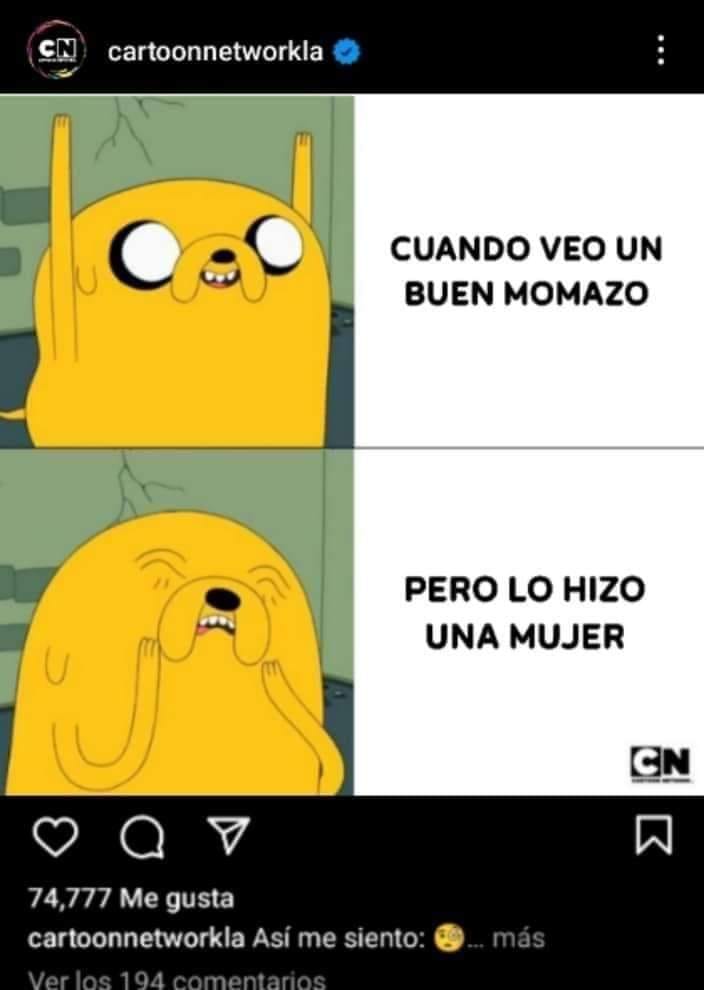 CN
cartoonnetworkla
CUANDO VEO UN
BUEN MOMAZO
PERO LO HIZO
UNA MUJER
CN
74,777 Me gusta
cartoonnetworkla Así me siento: 🧐... más
Ver los 194 comentarios